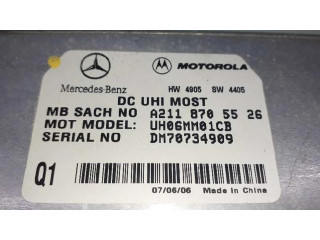 MOTOROLA
Mercedes-Benz HW 4905 SW 4405
DC UHI MOST
MB SACH NO A211 870 55 26
MOT MODEL: UH06MM01CB
SERIAL NO DM70734909
Q1
07/06/06 Made in China